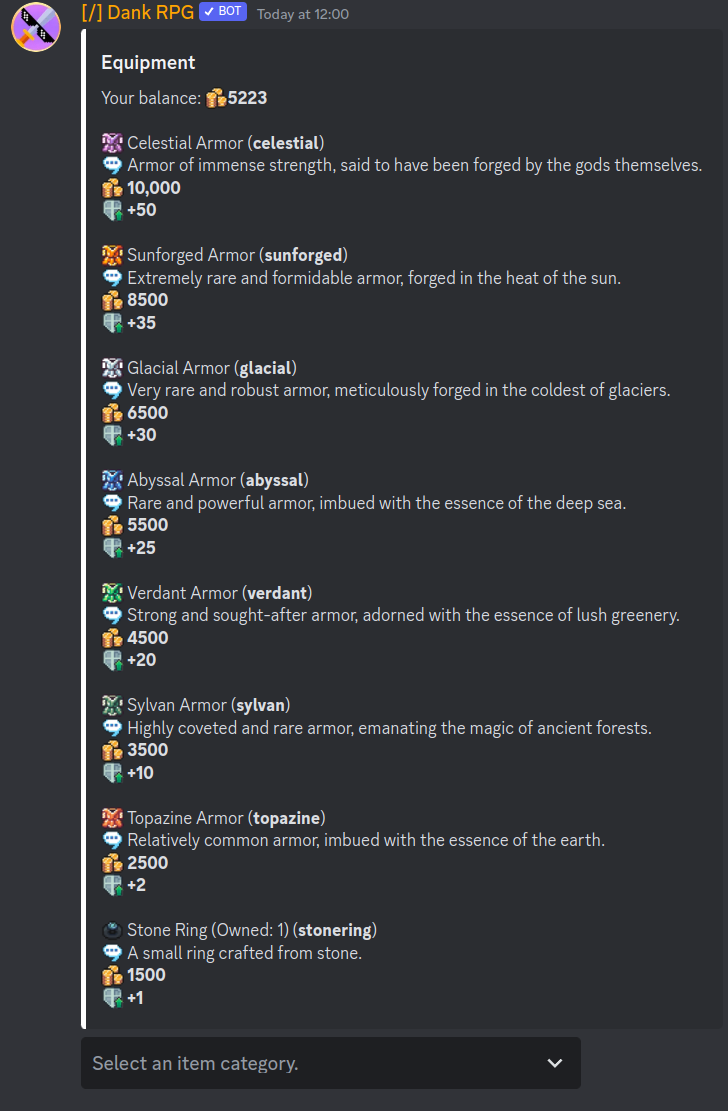 [/] Dank RPG BOT Today at 12:00
Equipment
Your balance: 5223
Celestial Armor (celestial)
Armor of immense strength, said to have been forged by the gods themselves.
10,000
+50
Sunforged Armor (sunforged)
Extremely rare and formidable armor, forged in the heat of the sun.
8500
+35
Glacial Armor (glacial)
Very rare and robust armor, meticulously forged in the coldest of glaciers.
6500
+30
Abyssal Armor (abyssal)
Rare and powerful armor, imbued with the essence of the deep sea.
5500
+25
Verdant Armor (verdant)
Strong and sought-after armor, adorned with the essence of lush greenery.
4500
+20
Sylvan Armor (sylvan)
Highly coveted and rare armor, emanating the magic of ancient forests.
3500
+10
Topazine Armor (topazine)
Relatively common armor, imbued with the essence of the earth.
2500
+2
Stone Ring (Owned: 1) (stonering)
A small ring crafted from stone.
1500
+1
Select an item category.